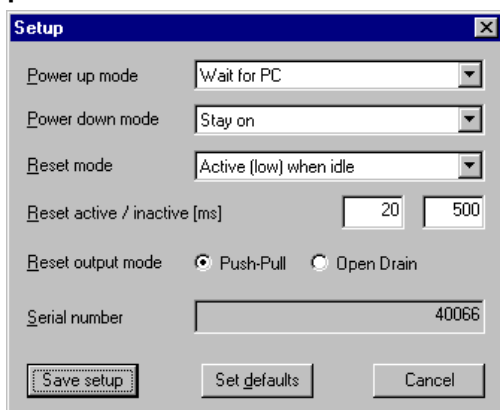 Setup
Power up mode Wait for PC
Power down mode Stay on
Reset mode Active (low) when idle
Reset active / inactive [ms] 20 500
Reset output mode Push-Pull Open Drain
Serial number 40066
Save setup Set defaults Cancel